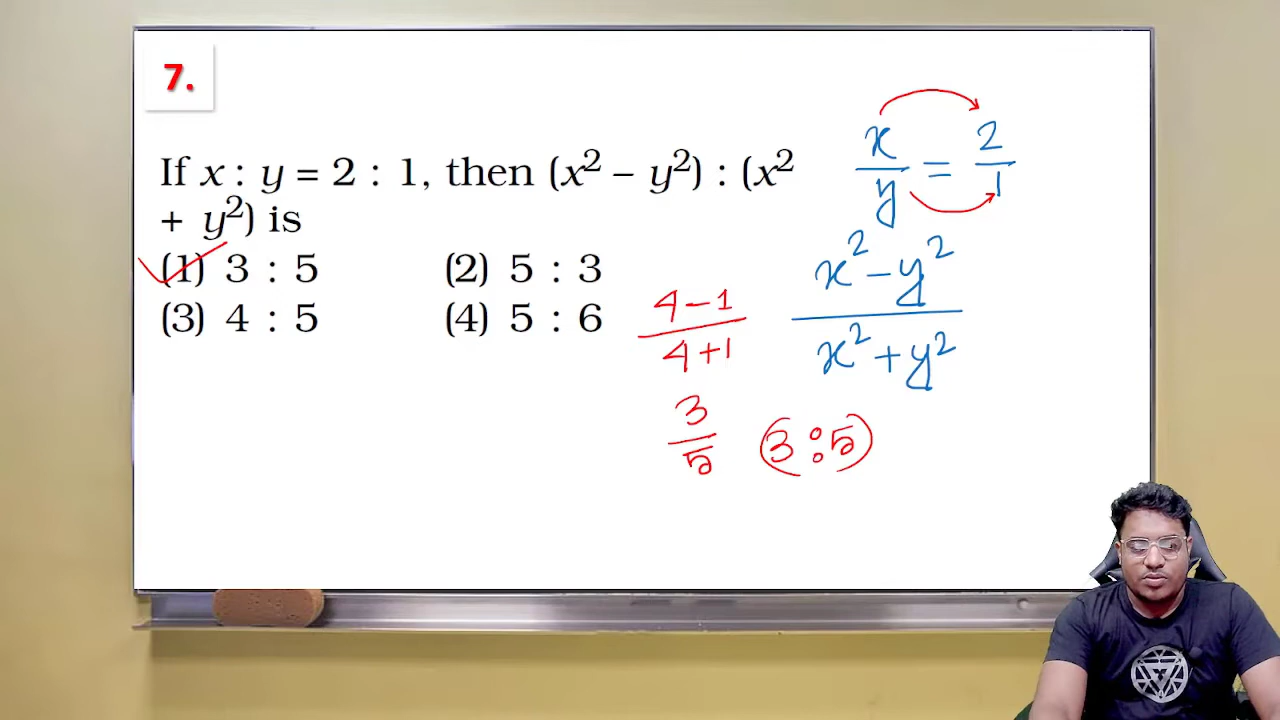 7.
If x : y = 2 : 1, then (x² – y²) : (x²
+ y²) is
(1) 3 : 5 (2) 5 : 3
(3) 4 : 5 (4) 5 : 6
x/y = 2/1
x² – y²
x² + y²
4 – 1
4 + 1
3/5 (3 : 5)